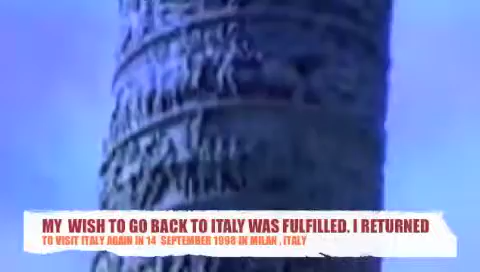 MY WISH TO GO BACK TO ITALY WAS FULFILLED. I RETURNED
TO VISIT ITALY AGAIN IN 14 SEPTEMBER 1998 IN MILAN , ITALY